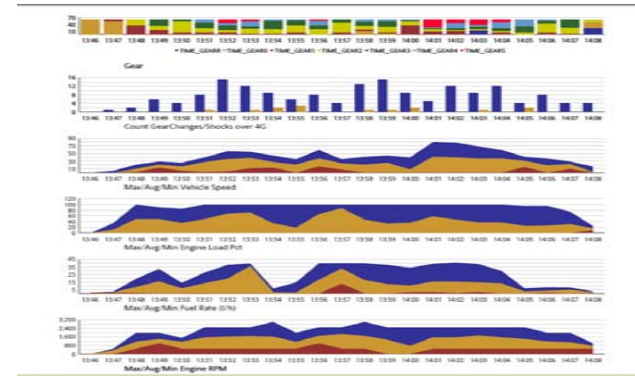 70
40
10
13:46 13:47 13:48 13:49 13:50 13:51 13:52 13:53 13:54 13:55 13:56 13:57 13:58 13:59 14:00 14:01 14:02 14:03 14:04 14:05 14:06 14:07 14:08
TIME_GEARR TIME_GEAR0 TIME_GEAR1 TIME_GEAR2 TIME_GEAR3 TIME_GEAR4 TIME_GEAR5
Gear
16
12
8
4
0
13:46 13:47 13:48 13:49 13:50 13:51 13:52 13:53 13:54 13:55 13:56 13:57 13:58 13:59 14:00 14:01 14:02 14:03 14:04 14:05 14:06 14:07 14:08
Count GearChanges/Shocks over 4G
90
70
50
30
10
13:46 13:47 13:48 13:49 13:50 13:51 13:52 13:53 13:54 13:55 13:56 13:57 13:58 13:59 14:00 14:01 14:02 14:03 14:04 14:05 14:06 14:07 14:08
Max/Avg/Min Vehicle Speed
120
100
80
60
40
20
0
13:46 13:47 13:48 13:49 13:50 13:51 13:52 13:53 13:54 13:55 13:56 13:57 13:58 13:59 14:00 14:01 14:02 14:03 14:04 14:05 14:06 14:07 14:08
Max/Avg/Min Engine Load Pct
45
35
25
15
5
13:46 13:47 13:48 13:49 13:50 13:51 13:52 13:53 13:54 13:55 13:56 13:57 13:58 13:59 14:00 14:01 14:02 14:03 14:04 14:05 14:06 14:07 14:08
Max/Avg/Min Fuel Rate (l/h)
3,200
2,400
1,600
800
0
13:46 13:47 13:48 13:49 13:50 13:51 13:52 13:53 13:54 13:55 13:56 13:57 13:58 13:59 14:00 14:01 14:02 14:03 14:04 14:05 14:06 14:07 14:08
Max/Avg/Min Engine RPM